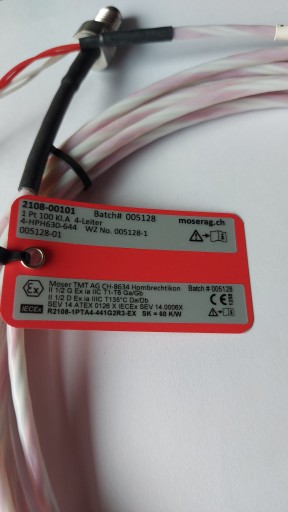 2108-00101 Batch# 005128 moserag.ch
1 Pt 100 Kl.A 4-Leiter
4-HPH630-644 WZ No. 005128-1
005128-01
Moser TMT AG CH-8634 Hombrechtikon Batch # 005128
II 1/2 G Ex ia IIC T1-T6 Ga/Gb
II 1/2 D Ex ia IIIC T135°C Da/Db
SEV 14 ATEX 0126 X IECEx SEV 14.0006X
IECEx R2108-1PTA4-441G2R3-EX SK = 60 K/W